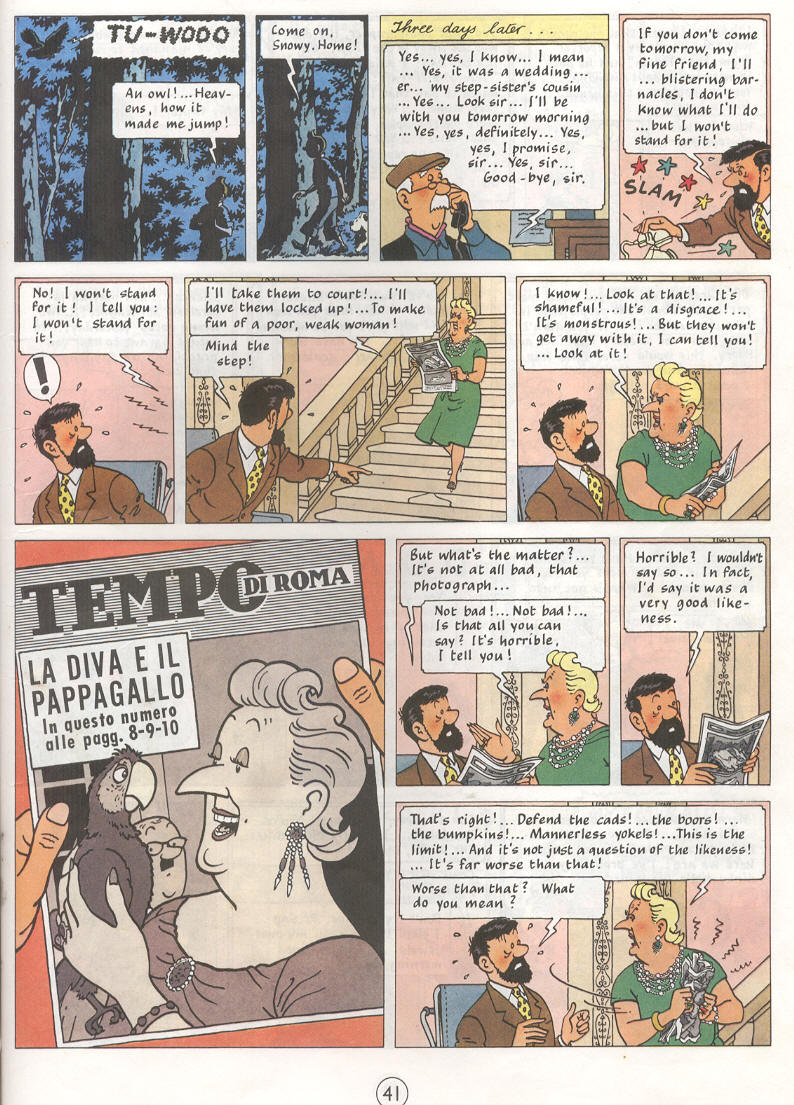 TU-WOOO
An owl!...Heav-
ens, how it
made me jump!
Come on,
Snowy. Home!
Three days later...
Yes... yes, I know... I mean
... Yes, it was a wedding...
er... my step-sister's cousin
...Yes... Look sir... I'll be
with you tomorrow morning
...Yes, yes, definitely... Yes,
yes, I promise,
sir... Yes, sir...
Good-bye, sir.
If you don't come
tomorrow, my
fine friend, I'll
... blistering bar-
nacles, I don't
know what I'll do
...but I won't
stand for it!
SLAM
No! I won't stand
for it! I tell you:
I won't stand for
it!
!
I'll take them to court!... I'll
have them locked up!...To make
fun of a poor, weak woman!
Mind the
step!
I know!...Look at that!...It's
shameful!...It's a disgrace!...
It's monstrous!...But they won't
get away with it, I can tell you!
... Look at it!
TEMPO DI ROMA
LA DIVA E IL
PAPPAGALLO
In questo numero
alle pagg. 8-9-10
But what's the matter?...
It's not at all bad, that
photograph...
Not bad!...Not bad!...
Is that all you can
say? It's horrible,
I tell you!
Horrible? I wouldn't
say so... In fact,
I'd say it was a
very good like-
ness.
That's right!...Defend the cads!...the boors!...
the bumpkins!... Mannerless yokels!...This is the
limit!...And it's not just a question of the likeness!
... It's far worse than that!
Worse than that? What
do you mean?
41